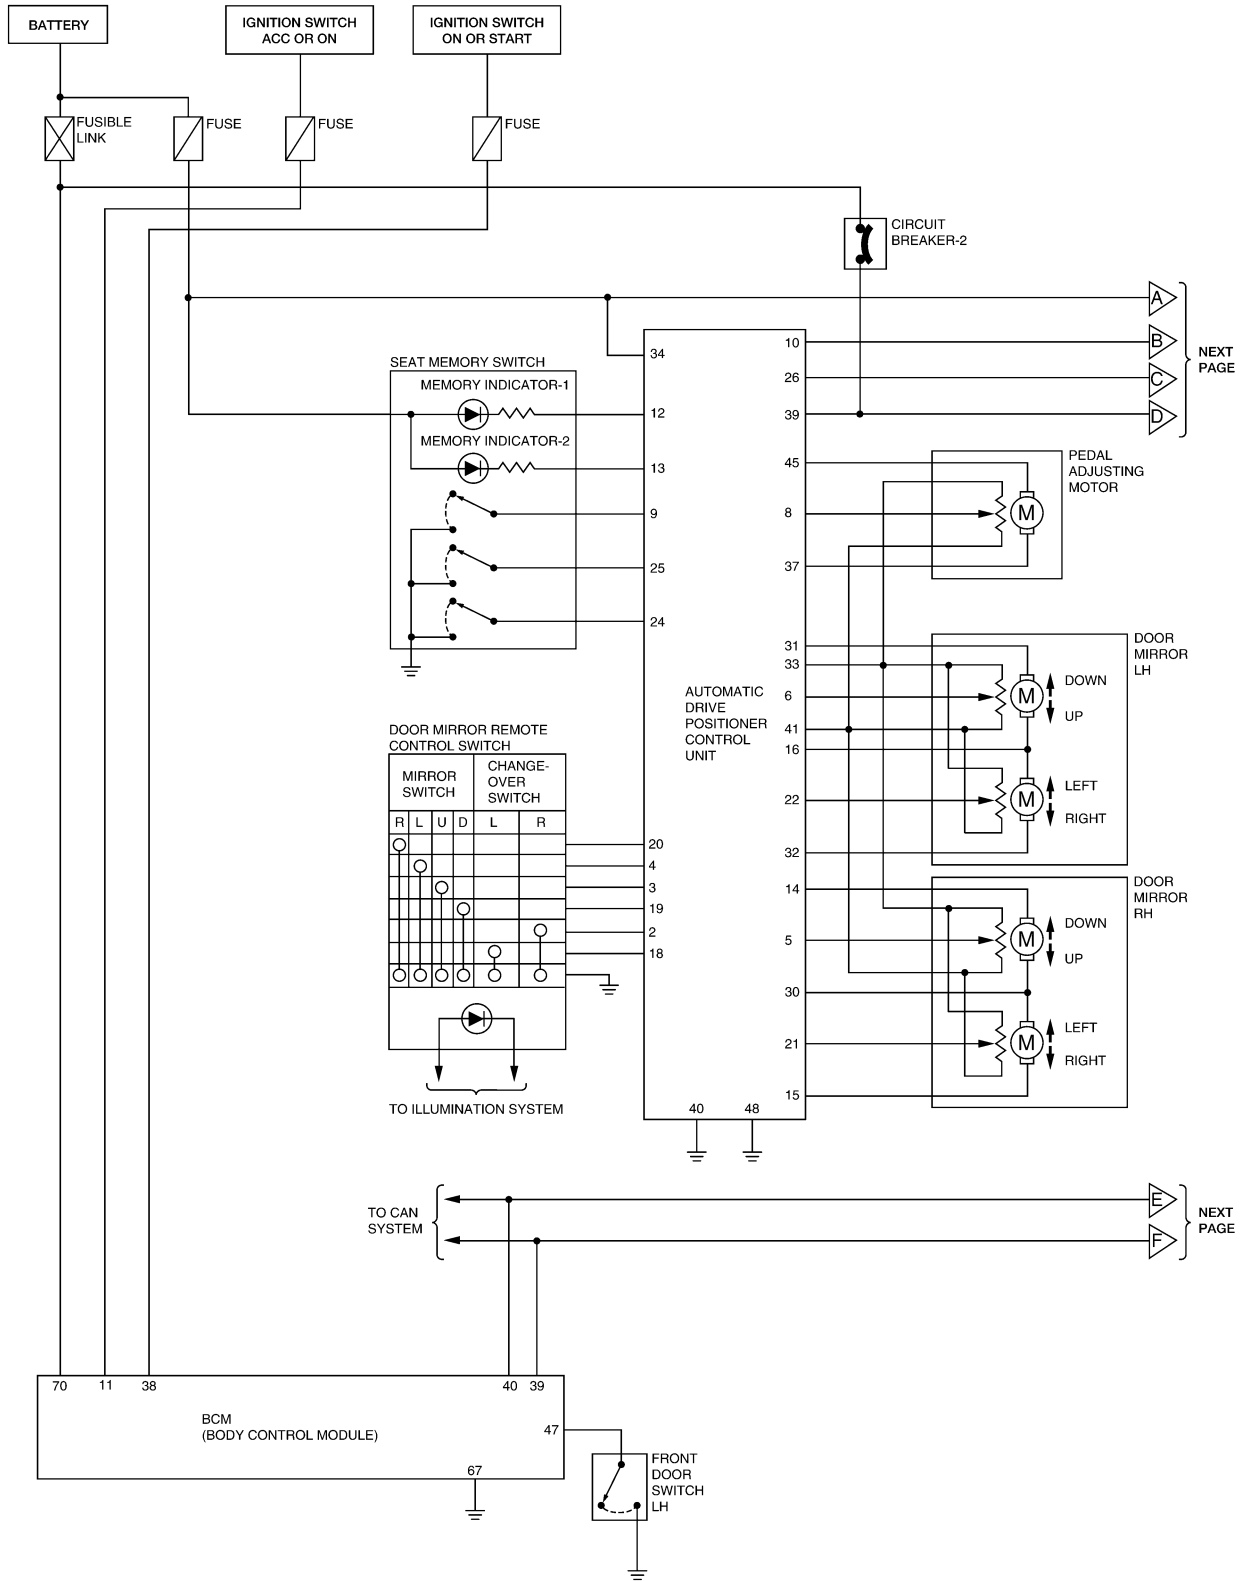 BATTERY
IGNITION SWITCH
ACC OR ON
IGNITION SWITCH
ON OR START
FUSIBLE
LINK
FUSE
FUSE
FUSE
CIRCUIT
BREAKER-2
A
B
C
D
NEXT
PAGE
SEAT MEMORY SWITCH
MEMORY INDICATOR-1
MEMORY INDICATOR-2
34
12
13
9
25
24
10
26
39
45
8
37
31
33
6
41
16
22
32
14
5
30
21
15
PEDAL
ADJUSTING
MOTOR
M
DOOR
MIRROR
LH
M
DOWN
UP
M
LEFT
RIGHT
DOOR
MIRROR
RH
M
DOWN
UP
M
LEFT
RIGHT
AUTOMATIC
DRIVE
POSITIONER
CONTROL
UNIT
DOOR MIRROR REMOTE
CONTROL SWITCH
MIRROR
SWITCH
CHANGE-
OVER
SWITCH
R L U D L R
20
4
3
19
2
18
TO ILLUMINATION SYSTEM
40 48
TO CAN
SYSTEM
E
F
NEXT
PAGE
70 11 38 40 39
BCM
(BODY CONTROL MODULE)
47
67
FRONT
DOOR
SWITCH
LH